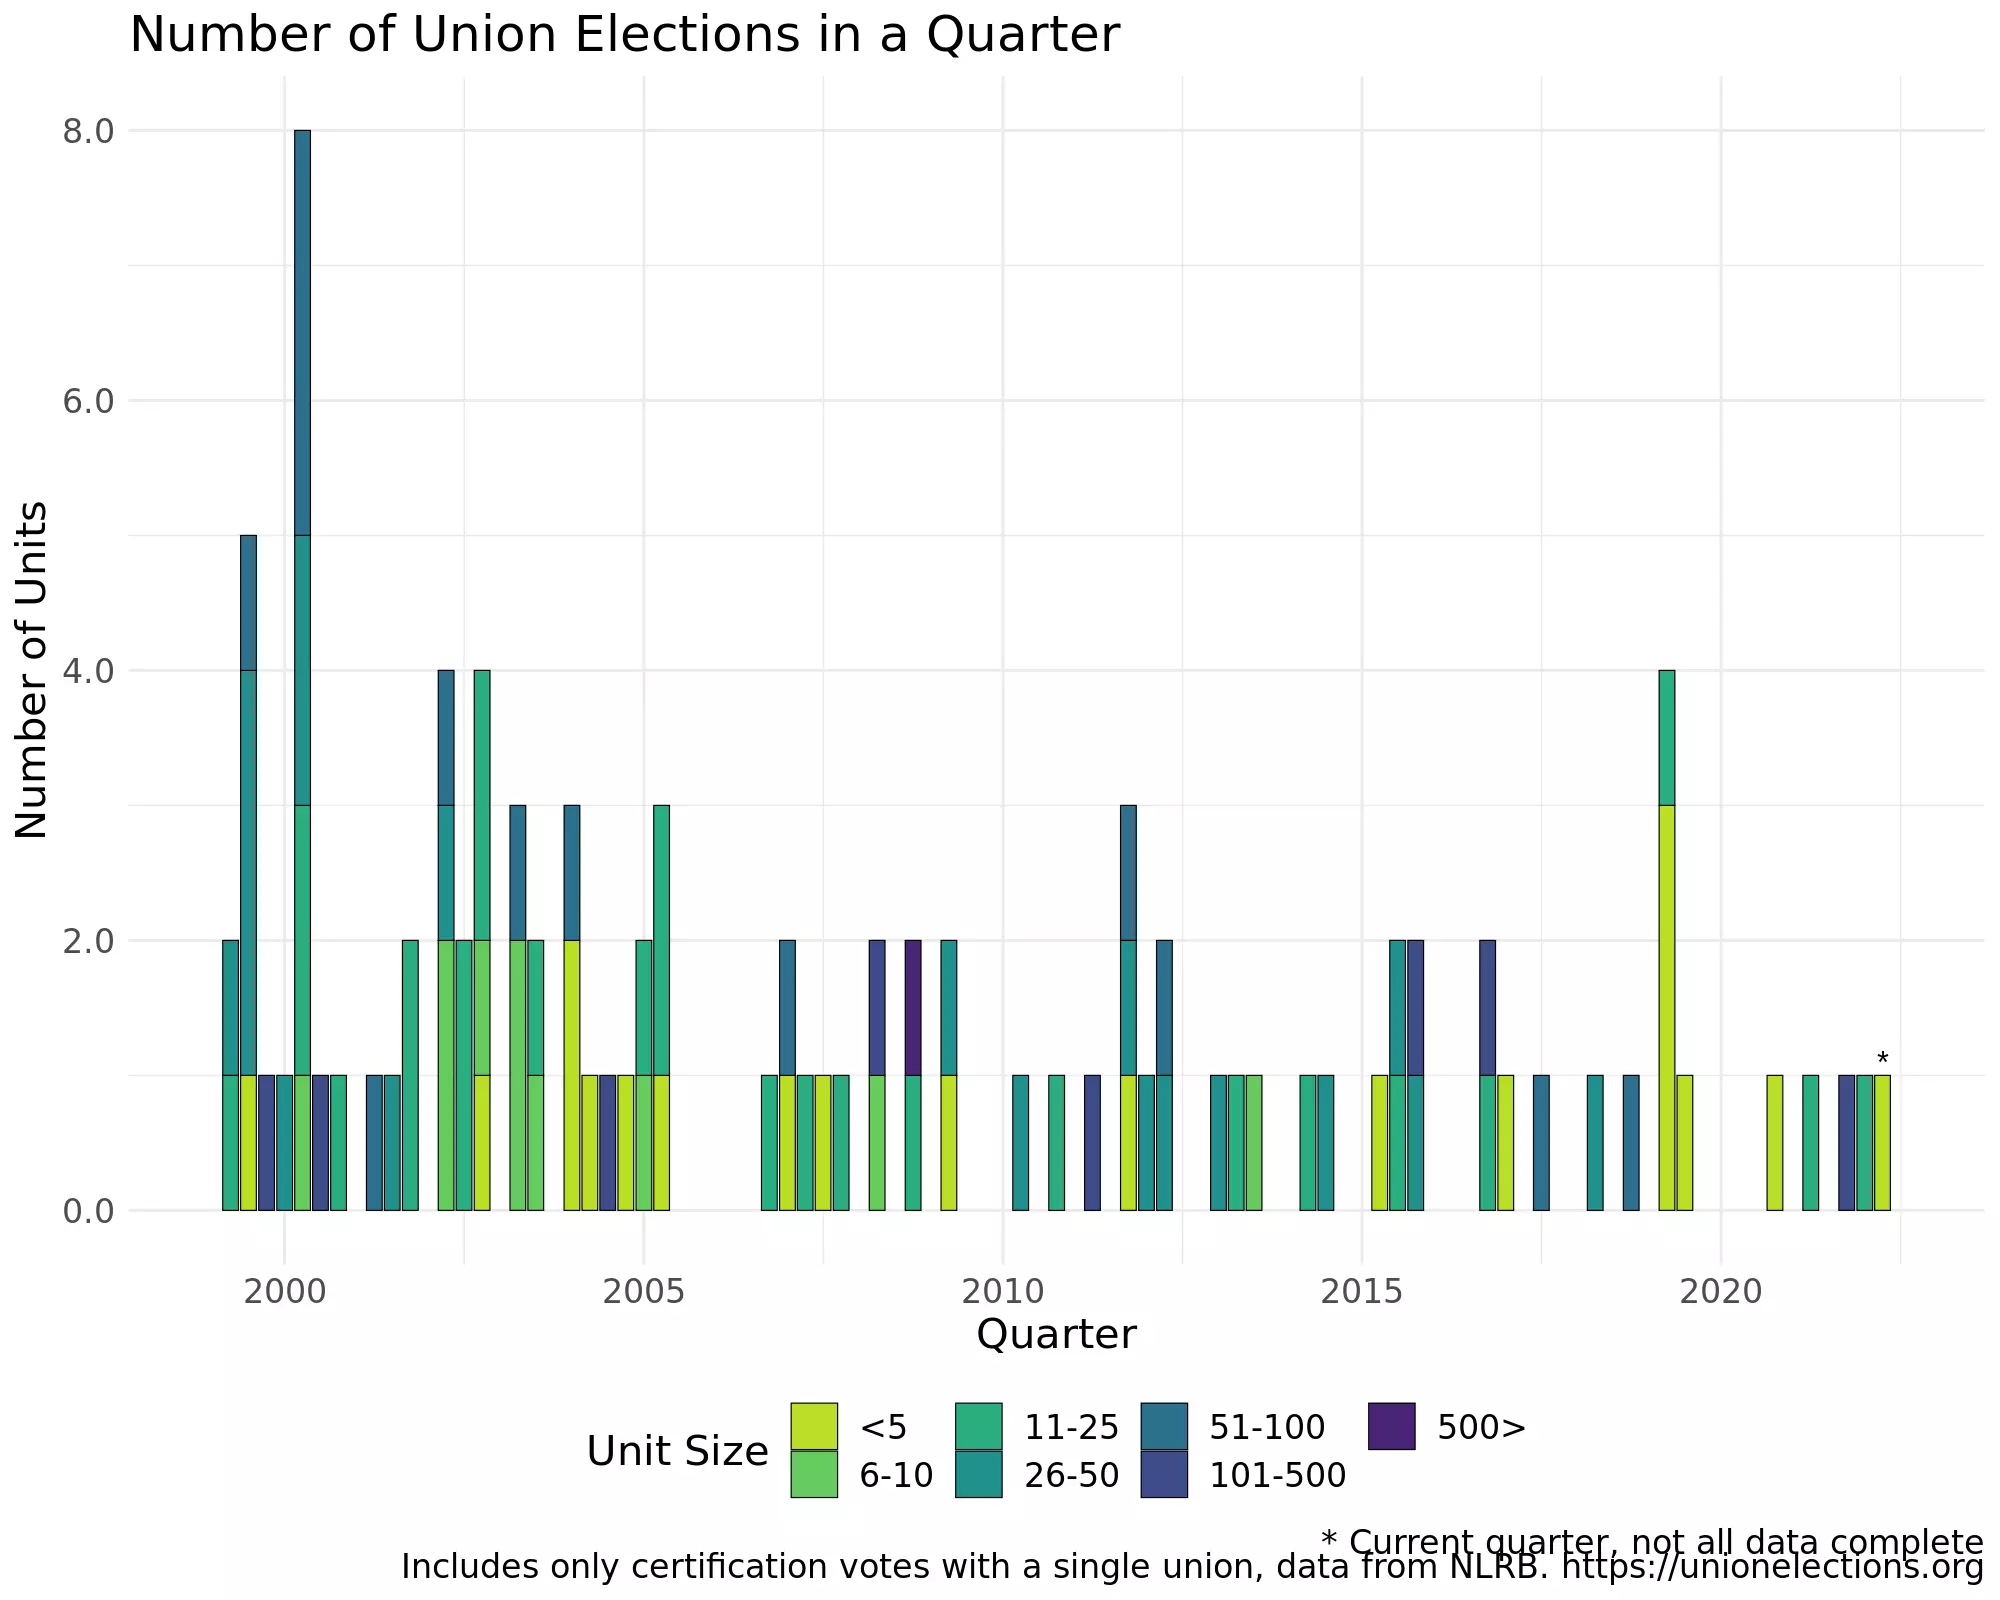 Number of Union Elections in a Quarter
8.0
6.0
4.0
2.0
0.0
Number of Units
2000 2005 2010 2015 2020
*
Quarter
Unit Size
<5 11-25 51-100 500>
6-10 26-50 101-500
* Current quarter, not all data complete
Includes only certification votes with a single union, data from NLRB. https://unionelections.org